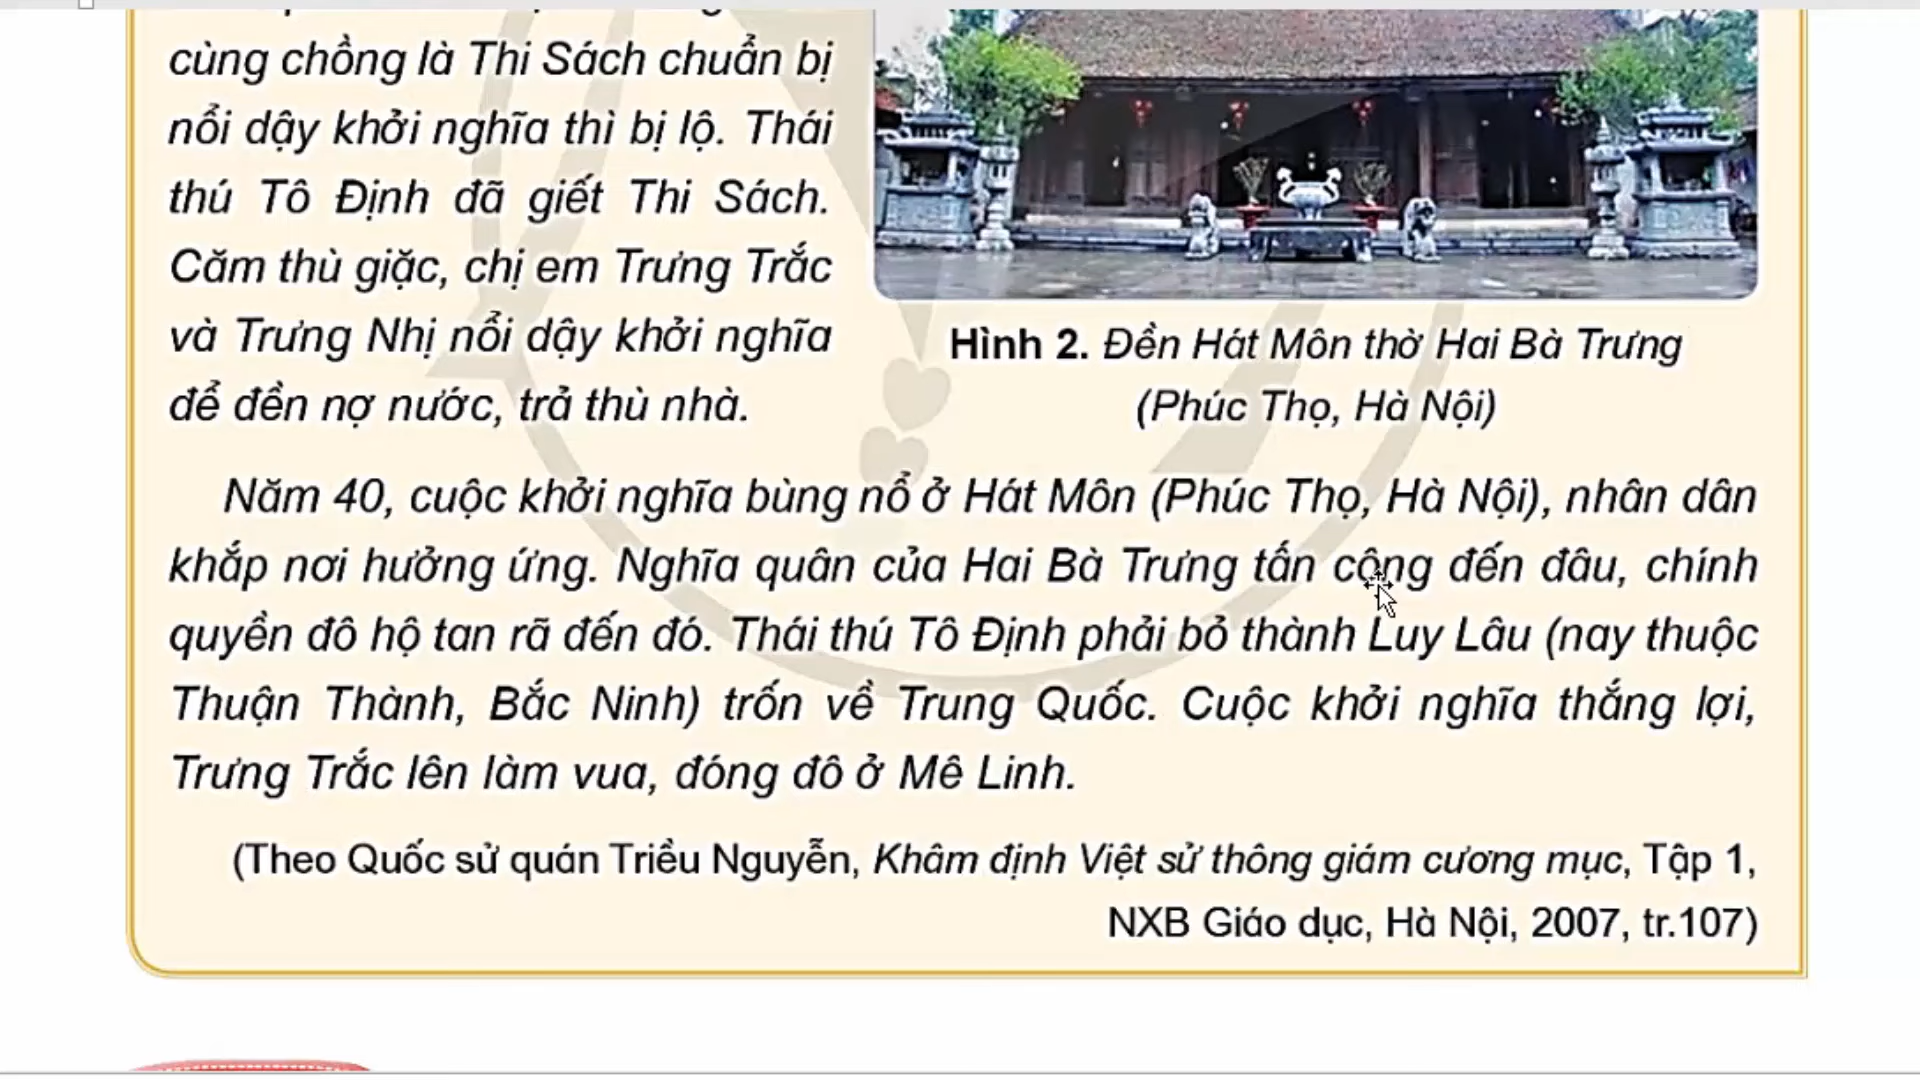 cùng chồng là Thi Sách chuẩn bị
nổi dậy khởi nghĩa thì bị lộ. Thái
thú Tô Định đã giết Thi Sách.
Căm thù giặc, chị em Trưng Trắc
và Trưng Nhị nổi dậy khởi nghĩa
để đền nợ nước, trả thù nhà.
Hình 2. Đền Hát Môn thờ Hai Bà Trưng
(Phúc Thọ, Hà Nội)
Năm 40, cuộc khởi nghĩa bùng nổ ở Hát Môn (Phúc Thọ, Hà Nội), nhân dân
khắp nơi hưởng ứng. Nghĩa quân của Hai Bà Trưng tấn công đến đâu, chính
quyền đô hộ tan rã đến đó. Thái thú Tô Định phải bỏ thành Luy Lâu (nay thuộc
Thuận Thành, Bắc Ninh) trốn về Trung Quốc. Cuộc khởi nghĩa thắng lợi,
Trưng Trắc lên làm vua, đóng đô ở Mê Linh.
(Theo Quốc sử quán Triều Nguyễn, Khâm định Việt sử thông giám cương mục, Tập 1,
NXB Giáo dục, Hà Nội, 2007, tr.107)